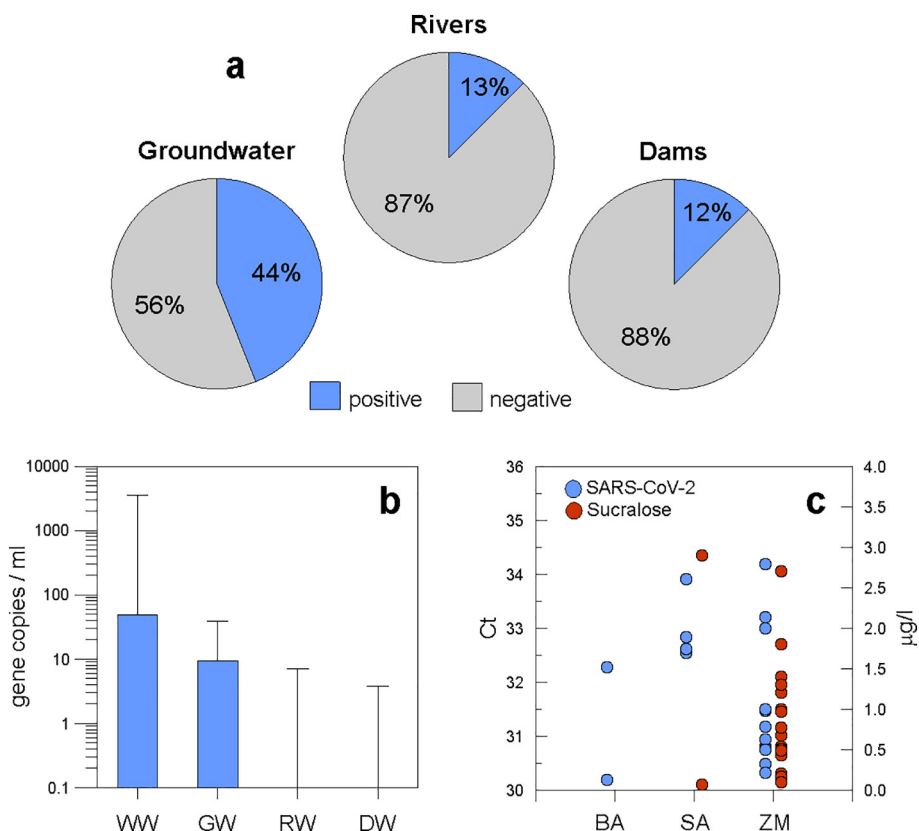 Rivers
a
13%
87%
Groundwater
44%
56%
Dams
12%
88%
positive
negative
b
gene copies / ml
10000
1000
100
10
1
0.1
WW GW RW DW
c
SARS-CoV-2
Sucralose
Ct
36
35
34
33
32
31
30
µg/l
4.0
3.5
3.0
2.5
2.0
1.5
1.0
0.5
0.0
BA SA ZM